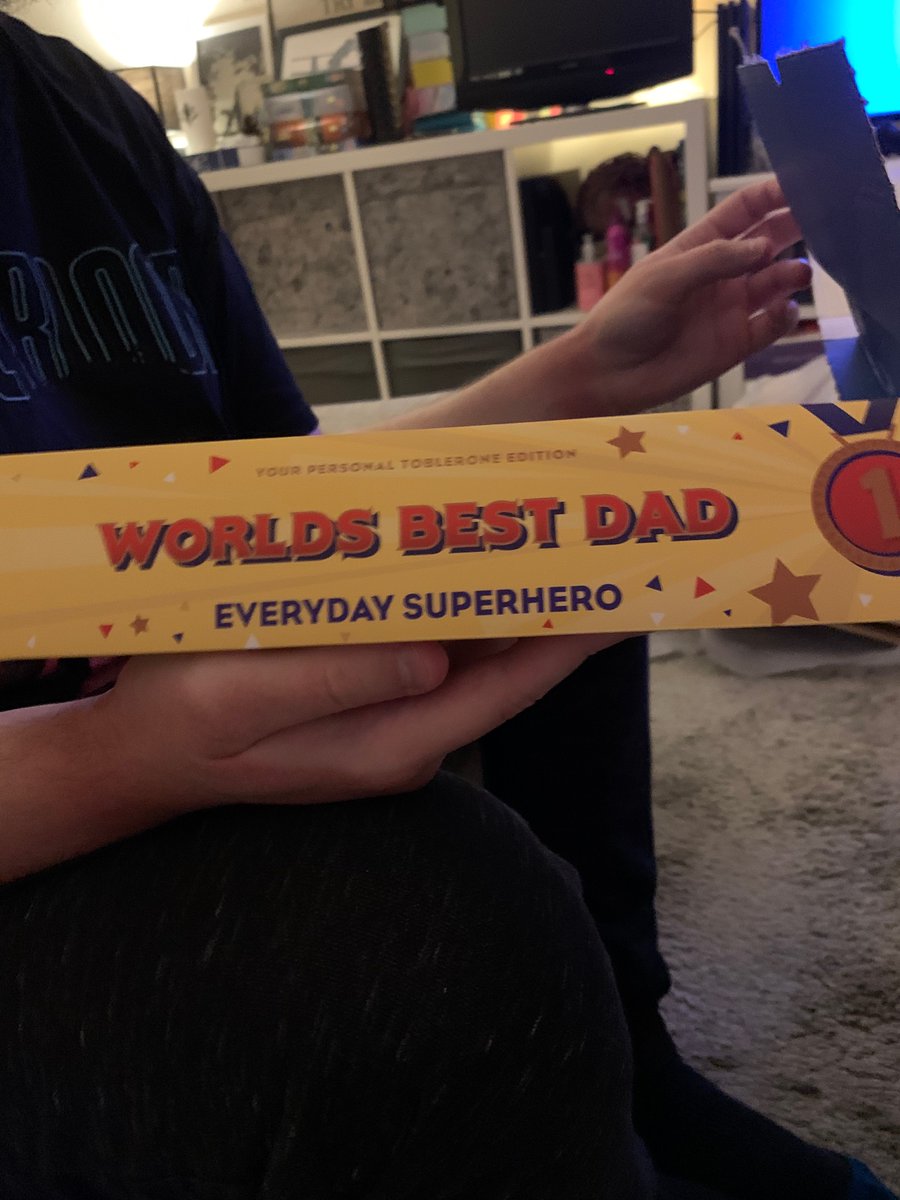 YOUR PERSONAL TOBLERONE EDITION
WORLDS BEST DAD
EVERYDAY SUPERHERO
1